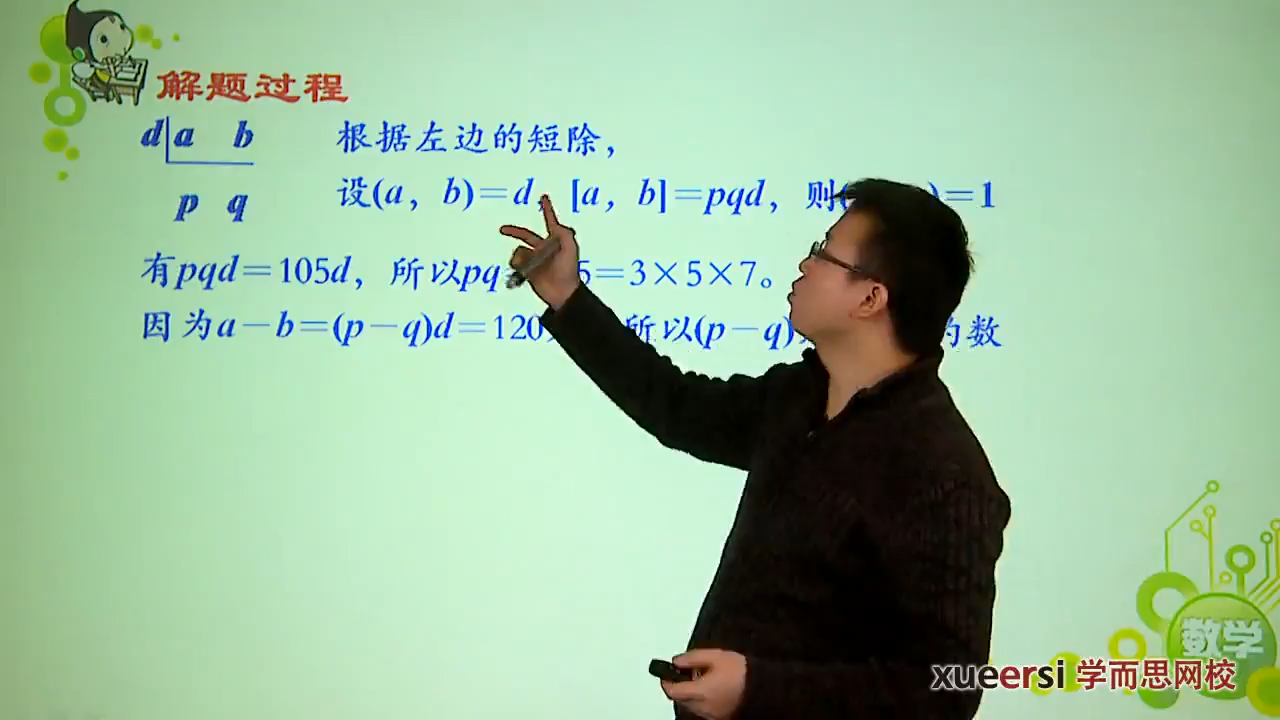 解题过程
d a b 根据左边的短除,
p q 设(a, b)=d, [a, b]=pqd, 则( )=1
有pqd=105d, 所以pq 5=3×5×7。
因为a-b=(p-q)d=120, 所以(p-q) 的数
数学
xueersi 学而思网校